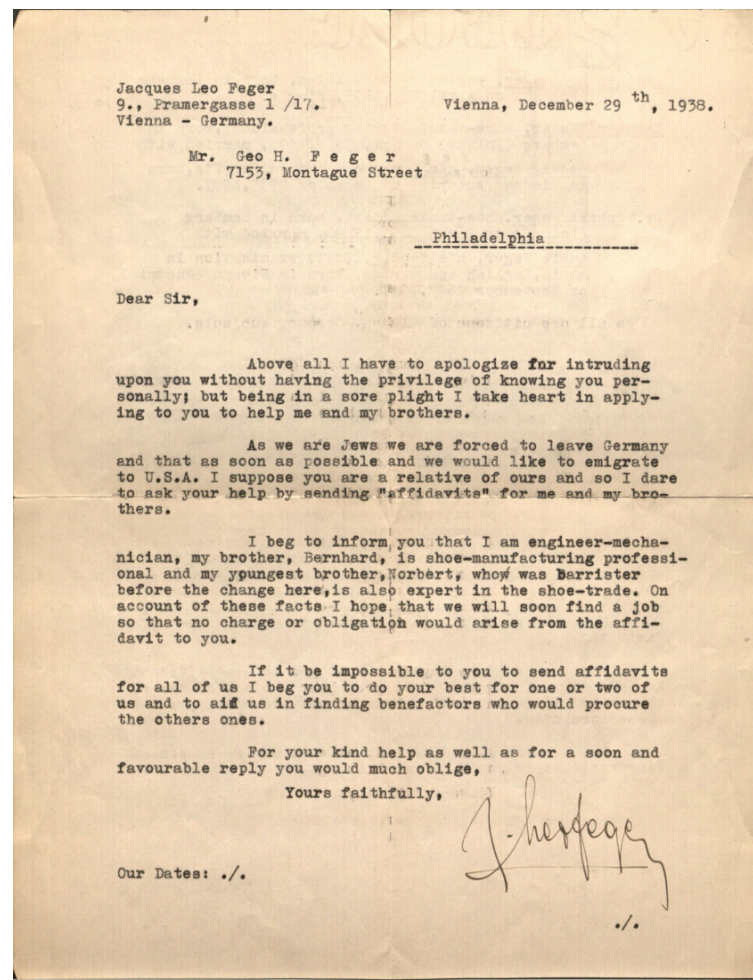 Jacques Leo Feger
9., Pramergasse 1 /17.
Vienna, December 29 th, 1938.
Vienna - Germany.
Mr. Geo H. F e g e r
7153, Montague Street
Philadelphia
Dear Sir,
Above all I have to apologize for intruding
upon you without having the privilege of knowing you per-
sonally; but being in a sore plight I take heart in apply-
ing to you to help me and my brothers.
As we are Jews we are forced to leave Germany
and that as soon as possible and we would like to emigrate
to U.S.A. I suppose you are a relative of ours and so I dare
to ask your help by sending "affidavits" for me and my bro-
thers.
I beg to inform you that I am engineer-mecha-
nician, my brother, Bernhard, is shoe-manufacturing professi-
onal and my ypungest brother,Norbert, who was Barrister
before the change here,is also expert in the shoe-trade. On
account of these facts I hope that we will soon find a job
so that no charge or obligation would arise from the affi-
davit to you.
If it be impossible to you to send affidavits
for all of us I beg you to do your best for one or two of
us and to aid us in finding benefactors who would procure
the others ones.
For your kind help as well as for a soon and
favourable reply you would much oblige,
Yours faithfully,
J. Leo Feger
Our Dates: ./.
./.